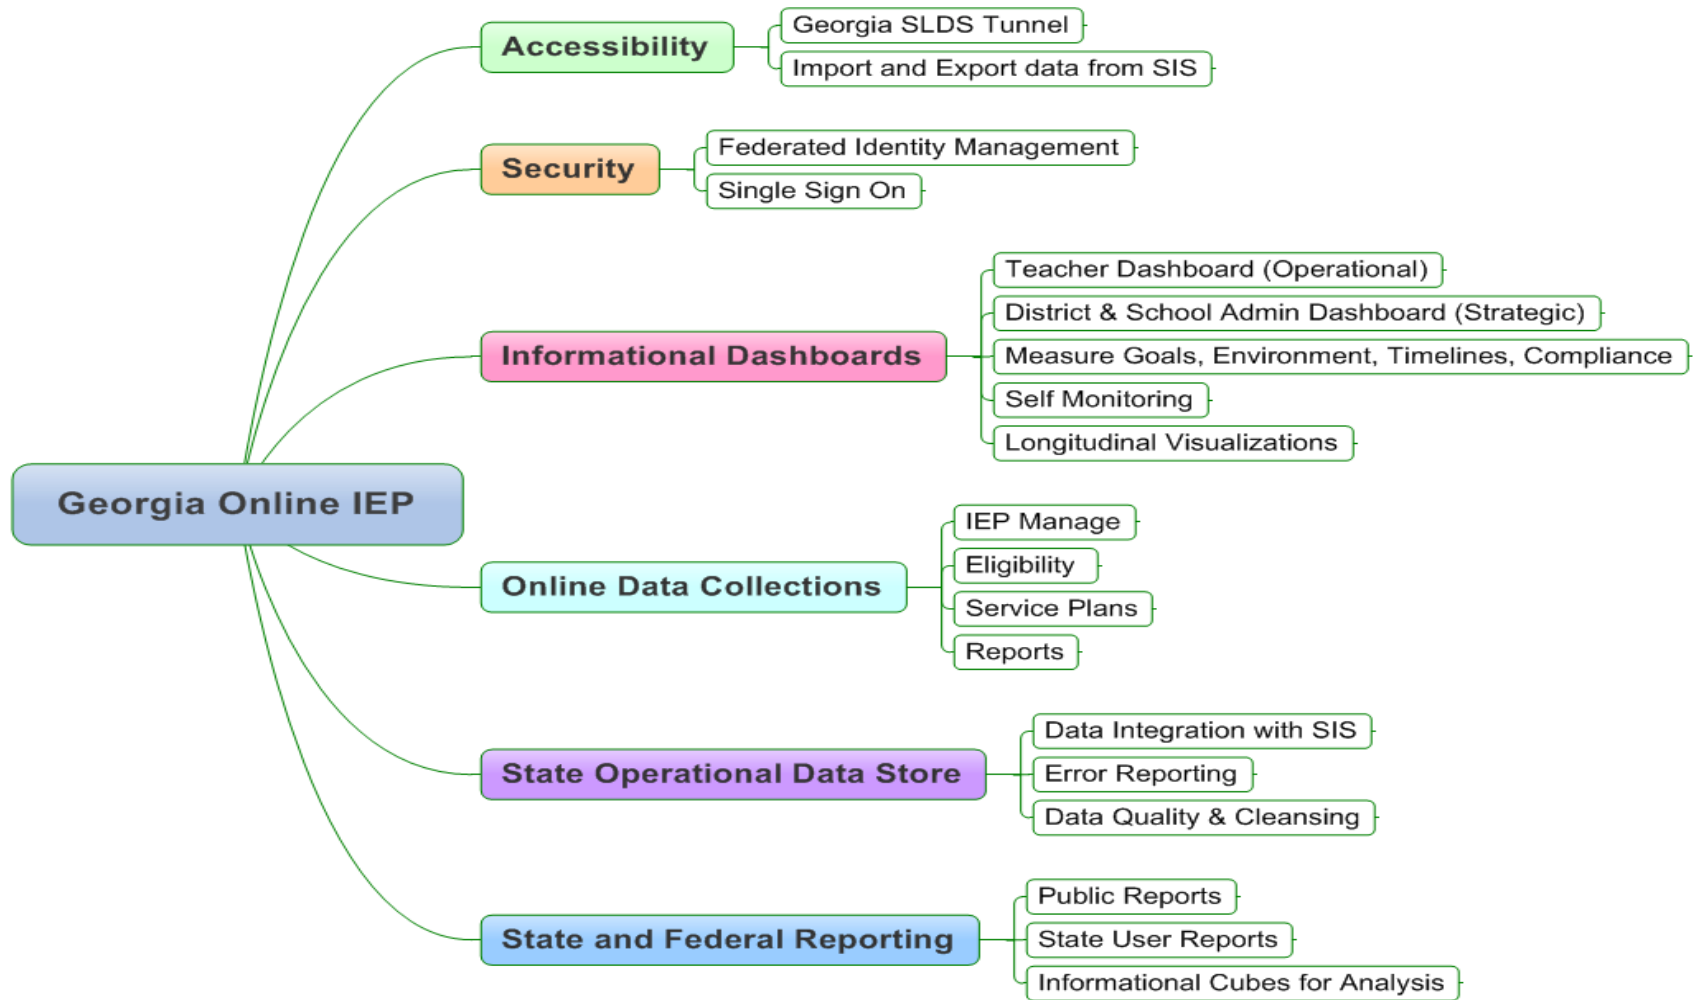 Georgia Online IEP
Accessibility
Georgia SLDS Tunnel
Import and Export data from SIS
Security
Federated Identity Management
Single Sign On
Informational Dashboards
Teacher Dashboard (Operational)
District & School Admin Dashboard (Strategic)
Measure Goals, Environment, Timelines, Compliance
Self Monitoring
Longitudinal Visualizations
Online Data Collections
IEP Manage
Eligibility
Service Plans
Reports
State Operational Data Store
Data Integration with SIS
Error Reporting
Data Quality & Cleansing
State and Federal Reporting
Public Reports
State User Reports
Informational Cubes for Analysis